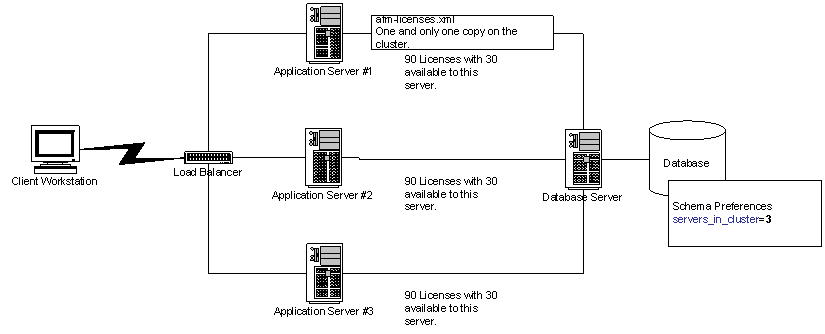 afm-licenses.xml
One and only one copy on the
cluster.
90 Licenses with 30
available to this
server.
Application Server #1
Client Workstation
Load Balancer
Application Server #2
90 Licenses with 30
available to this
server.
Database Server
Database
Schema Preferences
servers_in_cluster=3
Application Server #3
90 Licenses with 30
available to this
server.